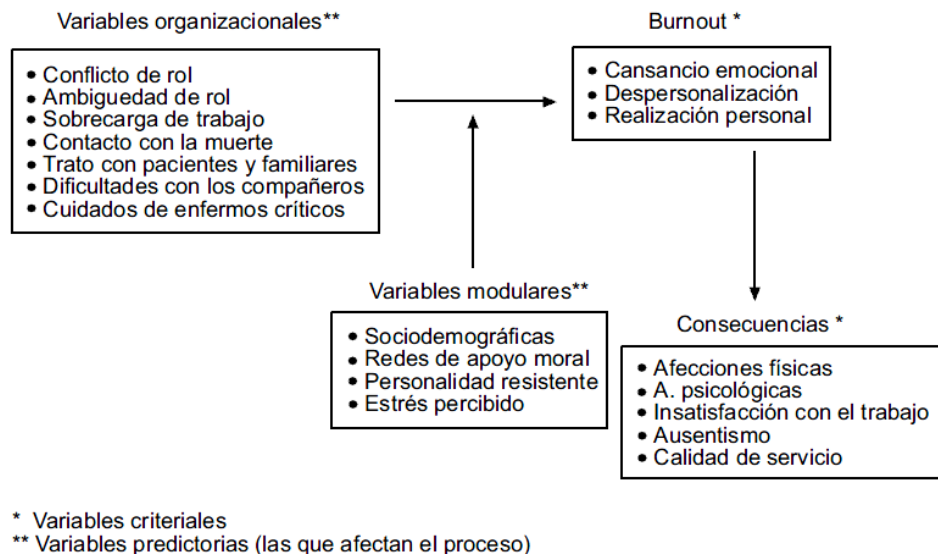 Variables organizacionales**
• Conflicto de rol
• Ambiguedad de rol
• Sobrecarga de trabajo
• Contacto con la muerte
• Trato con pacientes y familiares
• Dificultades con los compañeros
• Cuidados de enfermos críticos
Burnout *
• Cansancio emocional
• Despersonalización
• Realización personal
Variables modulares**
• Sociodemográficas
• Redes de apoyo moral
• Personalidad resistente
• Estrés percibido
Consecuencias *
• Afecciones físicas
• A. psicológicas
• Insatisfacción con el trabajo
• Ausentismo
• Calidad de servicio
* Variables criteriales
** Variables predictorias (las que afectan el proceso)